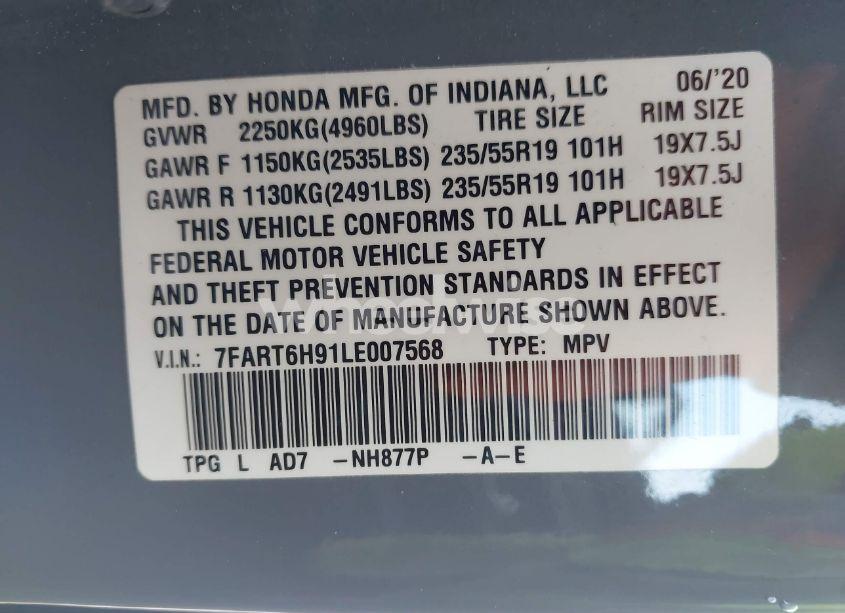 MFD. BY HONDA MFG. OF INDIANA, LLC 06/'20
GVWR 2250KG(4960LBS) TIRE SIZE RIM SIZE
GAWR F 1150KG(2535LBS) 235/55R19 101H 19X7.5J
GAWR R 1130KG(2491LBS) 235/55R19 101H 19X7.5J
THIS VEHICLE CONFORMS TO ALL APPLICABLE
FEDERAL MOTOR VEHICLE SAFETY
AND THEFT PREVENTION STANDARDS IN EFFECT
ON THE DATE OF MANUFACTURE SHOWN ABOVE.
wheelwise
V.I.N.: 7FART6H91LE007568 TYPE: MPV
TPG L AD7 -NH877P -A-E